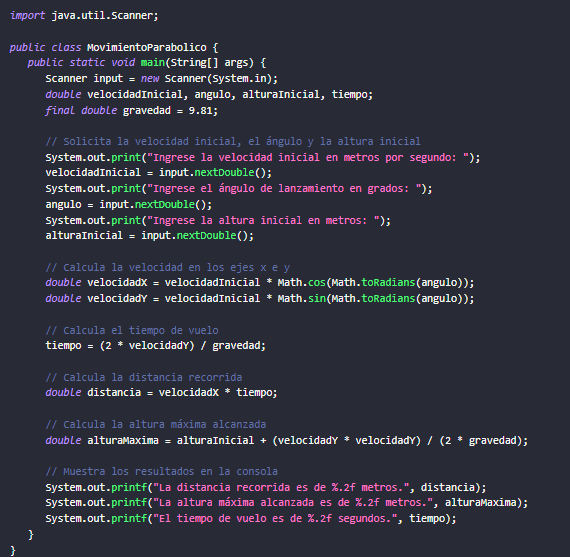 import java.util.Scanner;
public class MovimientoParabolico {
public static void main(String[] args) {
Scanner input = new Scanner(System.in);
double velocidadInicial, angulo, alturaInicial, tiempo;
final double gravedad = 9.81;
// Solicita la velocidad inicial, el ángulo y la altura inicial
System.out.print("Ingrese la velocidad inicial en metros por segundo: ");
velocidadInicial = input.nextDouble();
System.out.print("Ingrese el ángulo de lanzamiento en grados: ");
angulo = input.nextDouble();
System.out.print("Ingrese la altura inicial en metros: ");
alturaInicial = input.nextDouble();
// Calcula la velocidad en los ejes x e y
double velocidadX = velocidadInicial * Math.cos(Math.toRadians(angulo));
double velocidadY = velocidadInicial * Math.sin(Math.toRadians(angulo));
// Calcula el tiempo de vuelo
tiempo = (2 * velocidadY) / gravedad;
// Calcula la distancia recorrida
double distancia = velocidadX * tiempo;
// Calcula la altura máxima alcanzada
double alturaMaxima = alturaInicial + (velocidadY * velocidadY) / (2 * gravedad);
// Muestra los resultados en la consola
System.out.printf("La distancia recorrida es de %.2f metros.", distancia);
System.out.printf("La altura máxima alcanzada es de %.2f metros.", alturaMaxima);
System.out.printf("El tiempo de vuelo es de %.2f segundos.", tiempo);
}
}